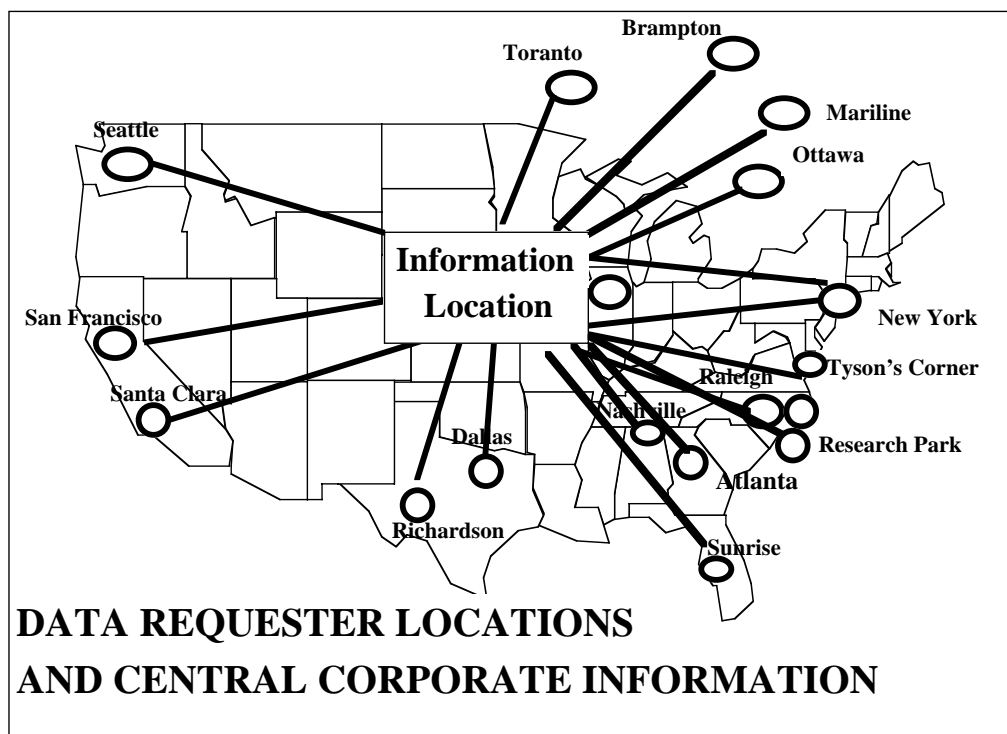 Brampton
Toranto
Mariline
Seattle
Ottawa
Information
Location
San Francisco
New York
Tyson's Corner
Raleigh
Santa Clara
Nashville
Dallas
Research Park
Atlanta
Richardson
Sunrise
DATA REQUESTER LOCATIONS
AND CENTRAL CORPORATE INFORMATION